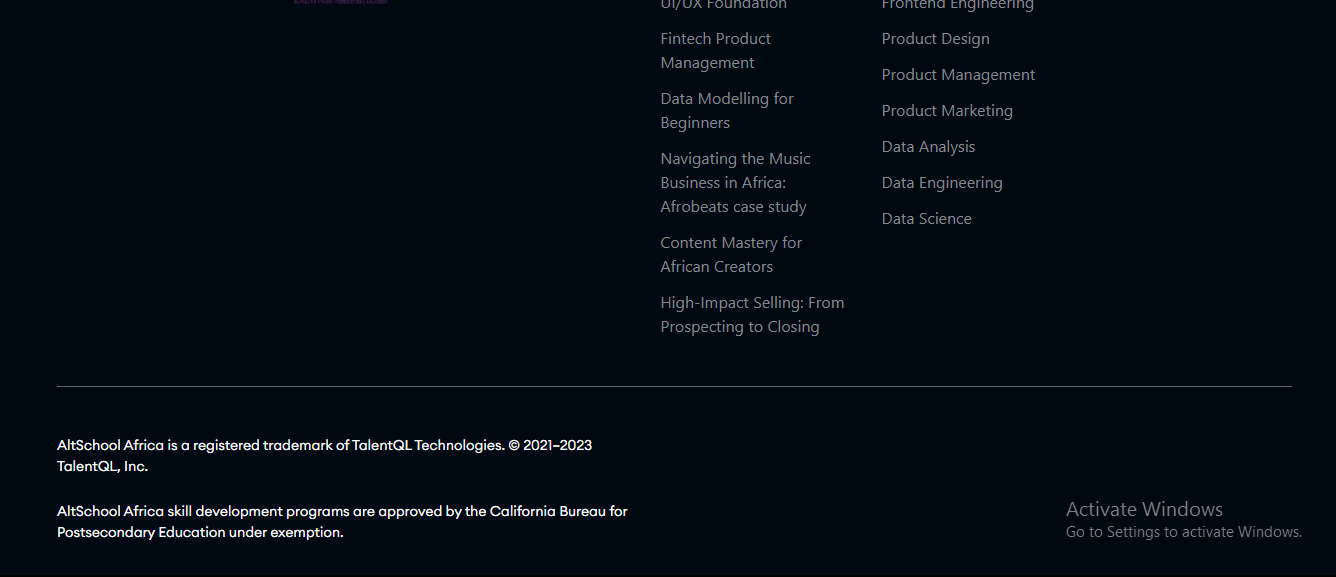 UI/UX Foundation
Fintech Product
Management
Data Modelling for
Beginners
Navigating the Music
Business in Africa:
Afrobeats case study
Content Mastery for
African Creators
High-Impact Selling: From
Prospecting to Closing
Frontend Engineering
Product Design
Product Management
Product Marketing
Data Analysis
Data Engineering
Data Science
AltSchool Africa is a registered trademark of TalentQL Technologies. © 2021–2023
TalentQL, Inc.
AltSchool Africa skill development programs are approved by the California Bureau for
Postsecondary Education under exemption.
Activate Windows
Go to Settings to activate Windows.